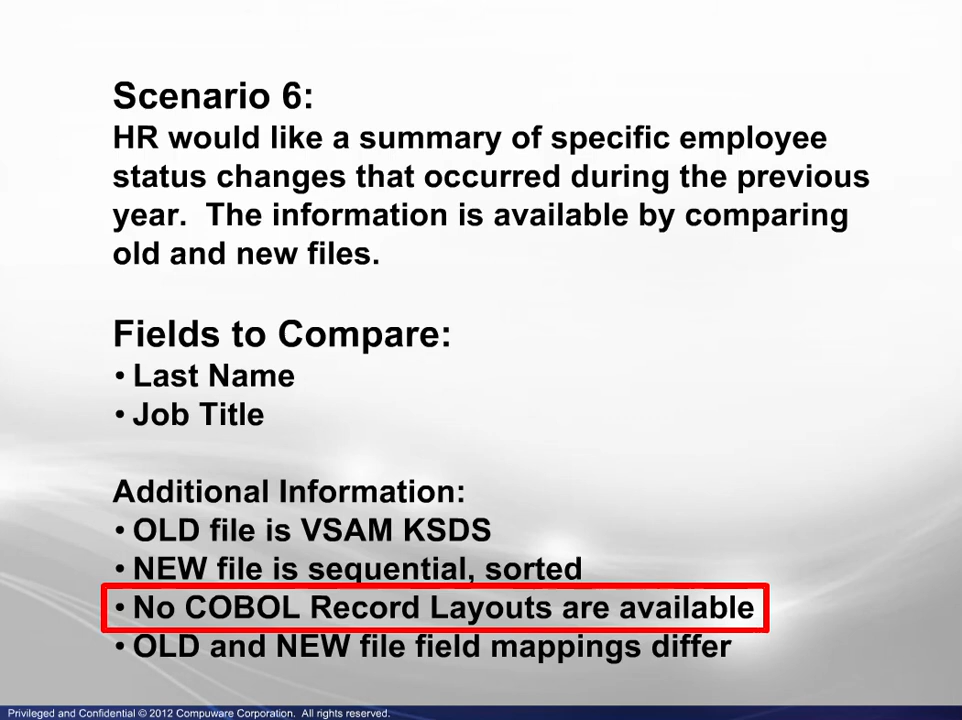 Scenario 6:
HR would like a summary of specific employee
status changes that occurred during the previous
year.  The information is available by comparing
old and new files.
Fields to Compare:
• Last Name
• Job Title
Additional Information:
• OLD file is VSAM KSDS
• NEW file is sequential, sorted
• No COBOL Record Layouts are available
• OLD and NEW file field mappings differ
Privileged and Confidential © 2012 Compuware Corporation.  All rights reserved.